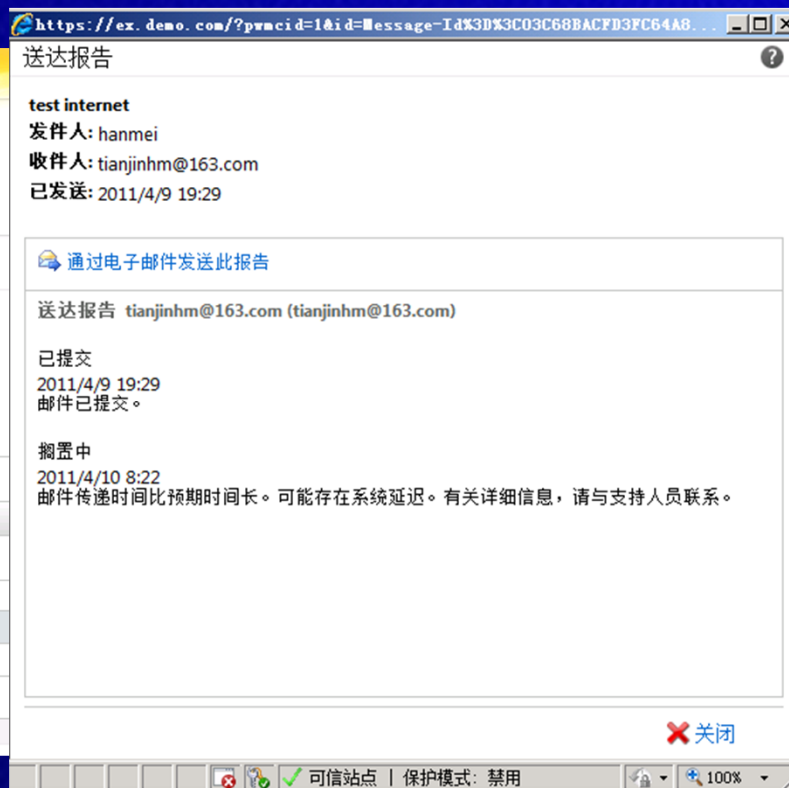 https://ex.demo.com/?pwmcid=1&id=Message-Id%3D%3C03C68BACFD3FC64A8...
送达报告
test internet
发件人: hanmei
收件人: tianjinhm@163.com
已发送: 2011/4/9 19:29
通过电子邮件发送此报告
送达报告 tianjinhm@163.com (tianjinhm@163.com)
已提交
2011/4/9 19:29
邮件已提交。
搁置中
2011/4/10 8:22
邮件传递时间比预期时间长。可能存在系统延迟。有关详细信息，请与支持人员联系。
关闭
可信站点 | 保护模式: 禁用
100%